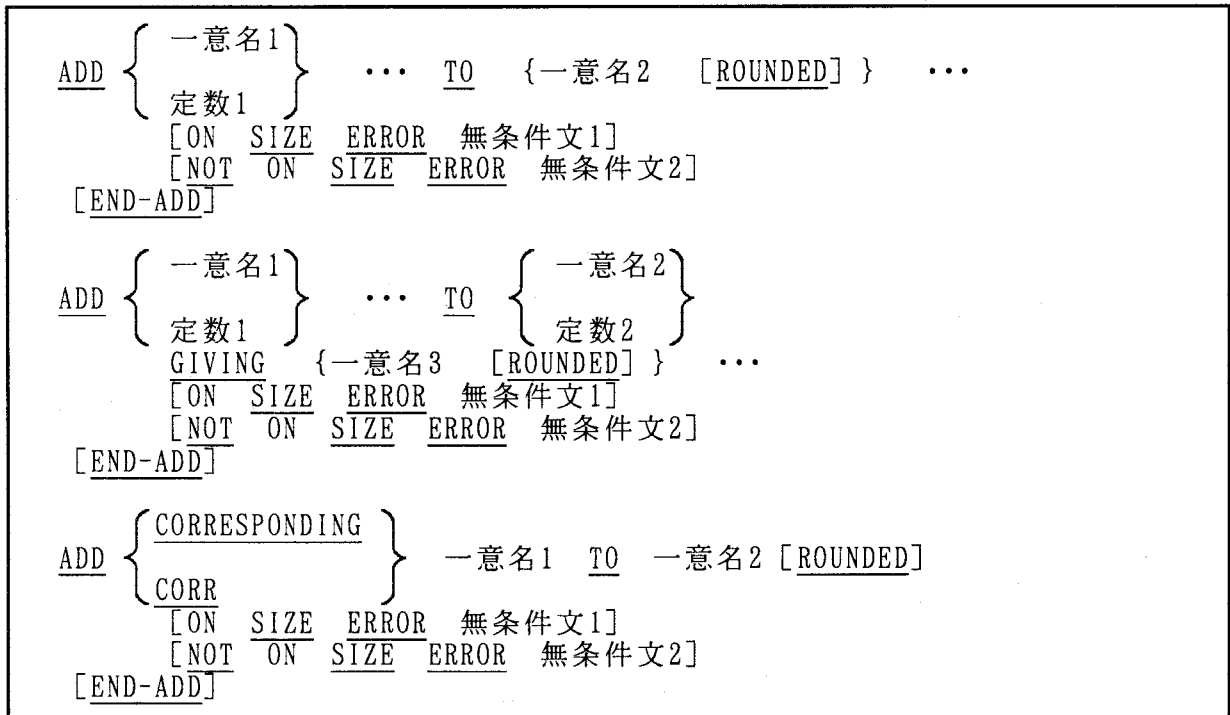 一意名1
ADD { } ... TO {一意名2 [ROUNDED] } ...
定数1
[ON SIZE ERROR 無条件文1]
[NOT ON SIZE ERROR 無条件文2]
[END-ADD]
一意名1 一意名2
ADD { } ... TO { }
定数1 定数2
GIVING {一意名3 [ROUNDED] } ...
[ON SIZE ERROR 無条件文1]
[NOT ON SIZE ERROR 無条件文2]
[END-ADD]
CORRESPONDING
ADD { } 一意名1 TO 一意名2 [ROUNDED]
CORR
[ON SIZE ERROR 無条件文1]
[NOT ON SIZE ERROR 無条件文2]
[END-ADD]